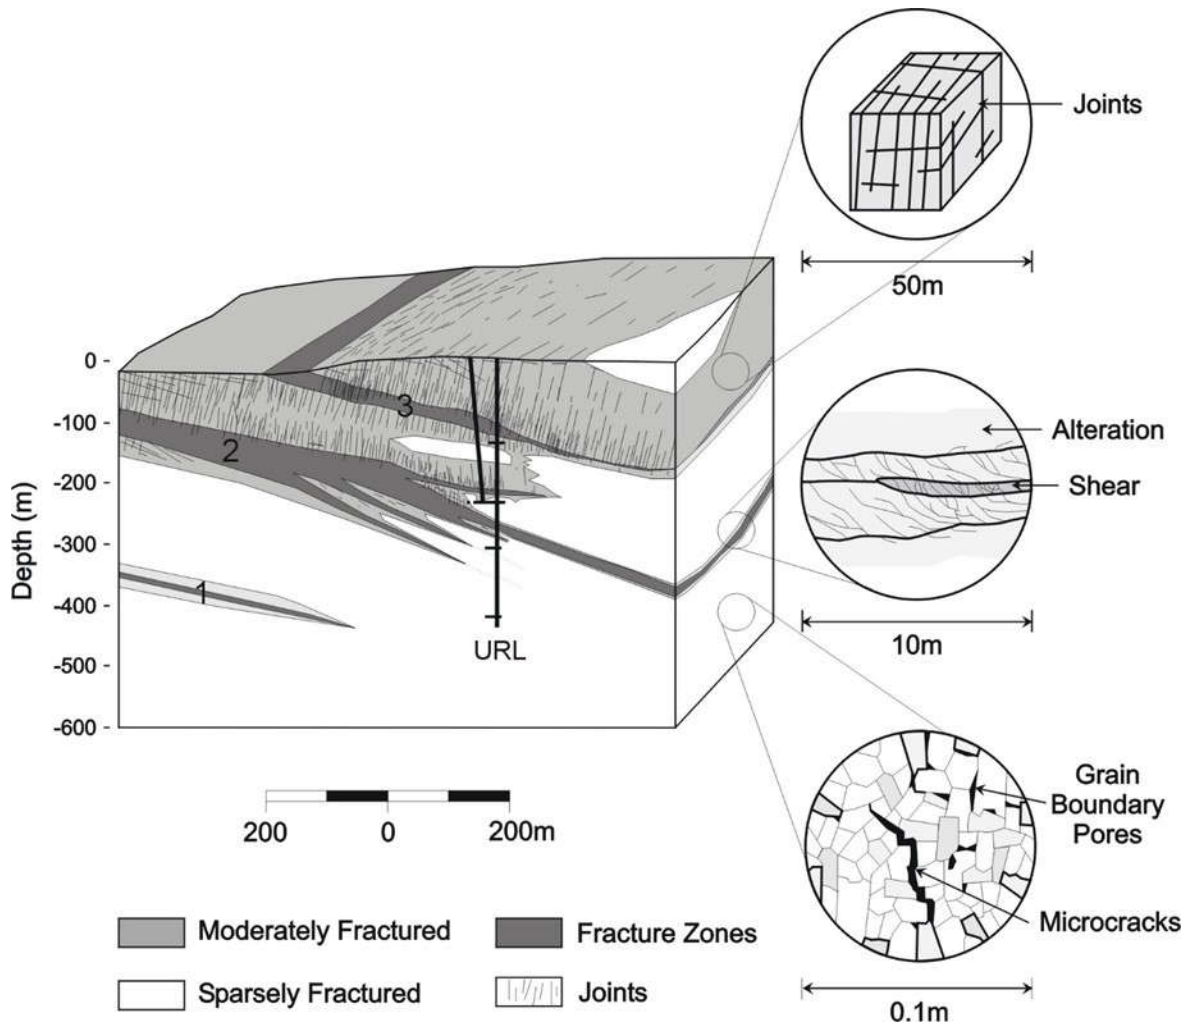 Joints
50m
0 -
-100 -
-200 -
-300 -
-400 -
-500 -
-600 -
Depth (m)
3
2
1
URL
Alteration
Shear
10m
200
0
200m
Grain
Boundary
Pores
Microcracks
0.1m
Moderately Fractured
Fracture Zones
Sparsely Fractured
Joints